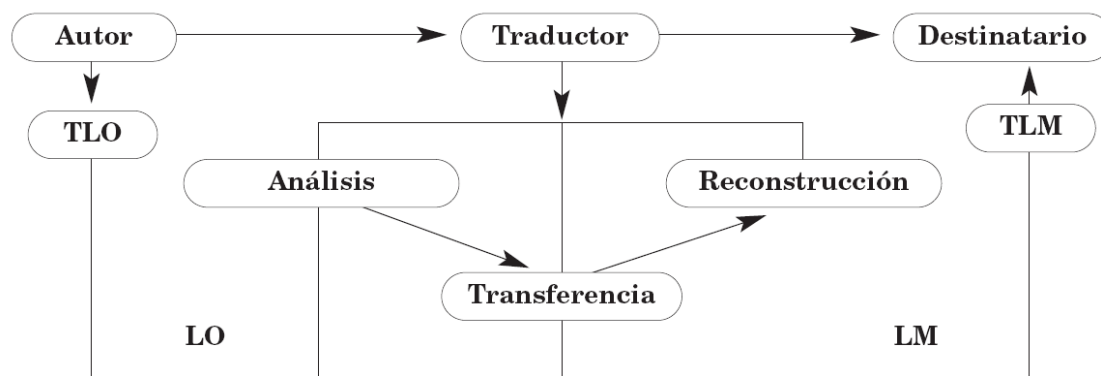 Autor
Traductor
Destinatario
TLO
TLM
Análisis
Reconstrucción
Transferencia
LO
LM